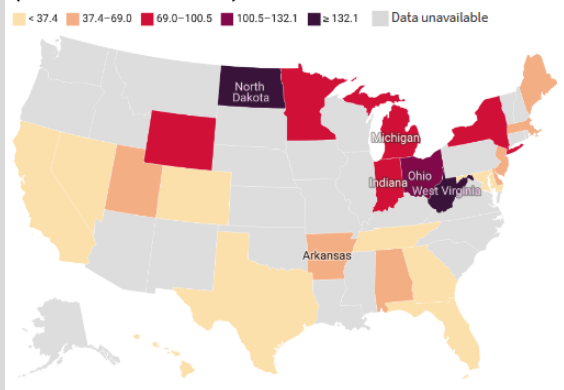 < 37.4 37.4–69.0 69.0–100.5 100.5–132.1 ≥ 132.1 Data unavailable
North
Dakota
Michigan
Ohio
Indiana
West Virginia
Arkansas